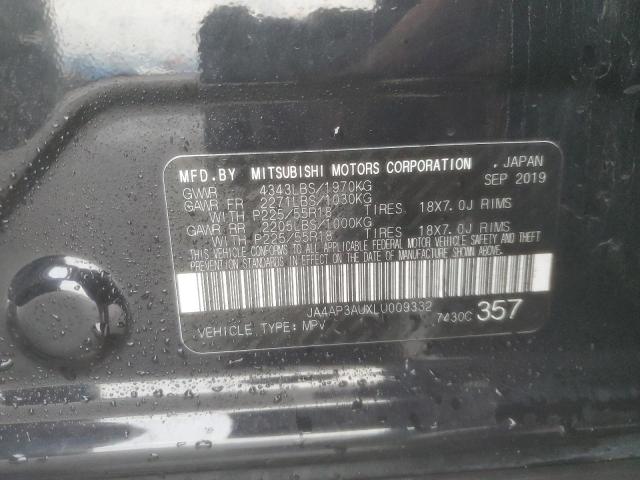 MFD.BY MITSUBISHI MOTORS CORPORATION , JAPAN
GVWR 4343LBS/1970KG SEP 2019
GAWR FR 2271LBS/1030KG
WITH P225/55R18 TIRES. 18X7.0J RIMS
GAWR RR 2205LBS/1000KG
WITH P225/55R18 TIRES. 18X7.0J RIMS
THIS VEHICLE CONFORMS TO ALL APPLICABLE FEDERAL MOTOR VEHICLE SAFETY AND THEFT
PREVENTION STANDARDS IN EFFECT ON THE DATE OF MANUFACTURE SHOWN ABOVE.
JA4AP3AUXLU009332
VEHICLE TYPE: MPV 7430C 357